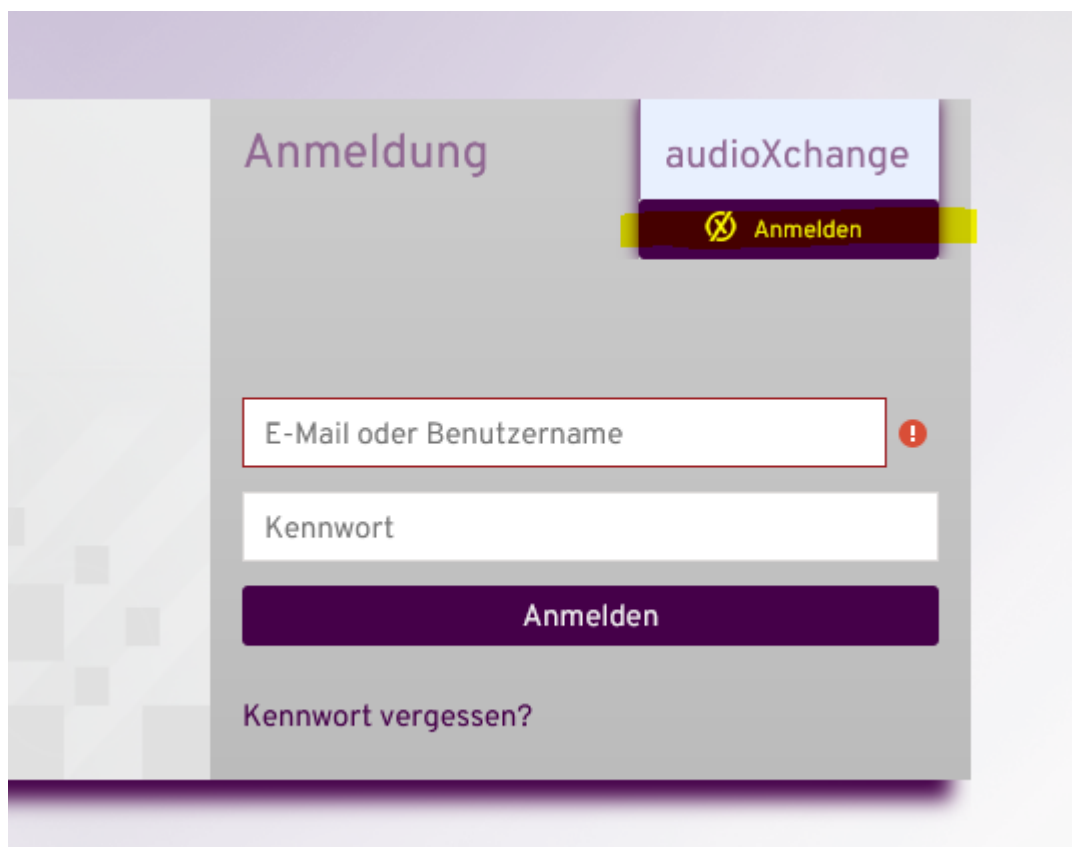 Anmeldung
audioXchange
Anmelden
E-Mail oder Benutzername
Kennwort
Anmelden
Kennwort vergessen?